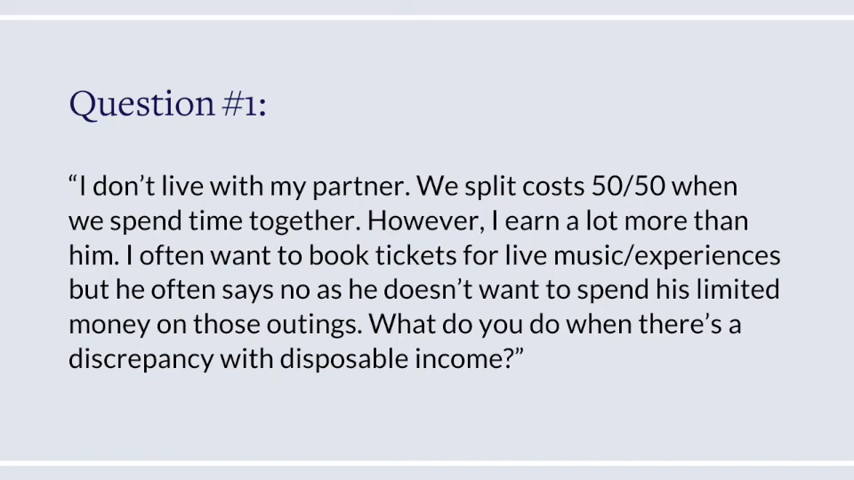 Question #1:
“I don’t live with my partner. We split costs 50/50 when
we spend time together. However, I earn a lot more than
him. I often want to book tickets for live music/experiences
but he often says no as he doesn’t want to spend his limited
money on those outings. What do you do when there’s a
discrepancy with disposable income?”